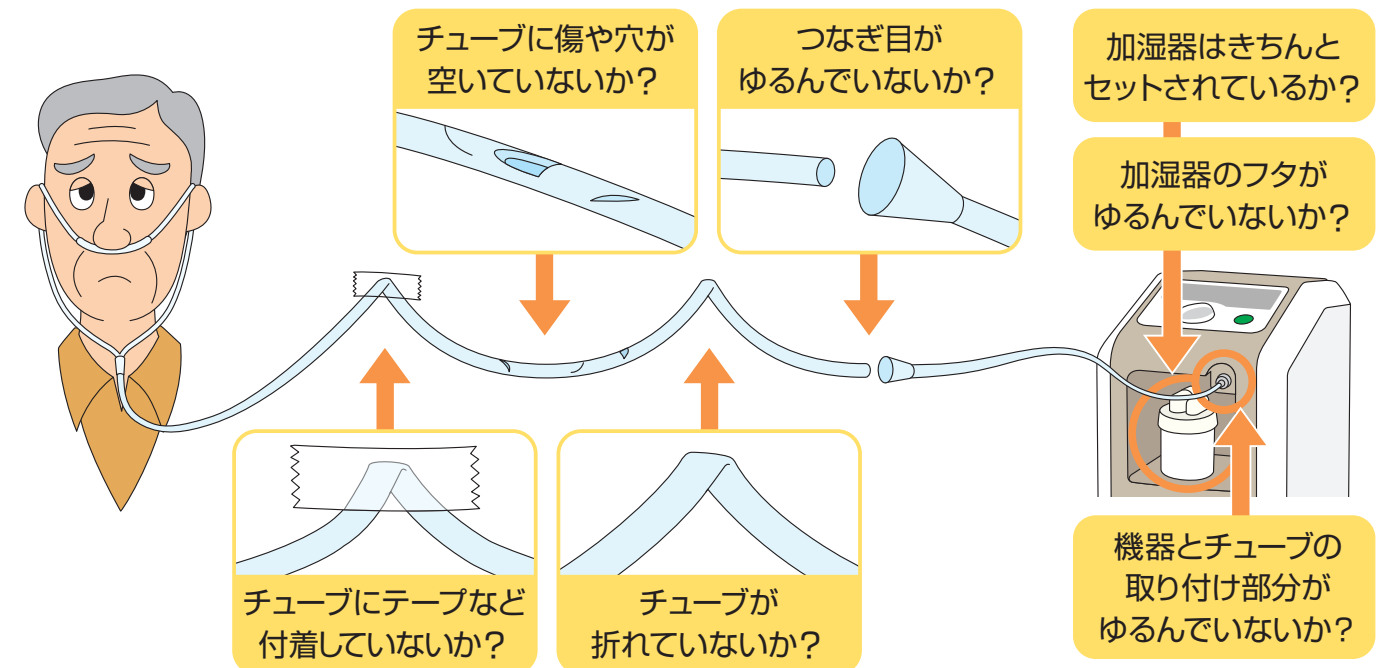 チューブに傷や穴が
空いていないか?
つなぎ目が
ゆるんでいないか?
加湿器はきちんと
セットされているか?
加湿器のフタが
ゆるんでいないか?
チューブにテープなど
付着していないか?
チューブが
折れていないか?
機器とチューブの
取り付け部分が
ゆるんでいないか?